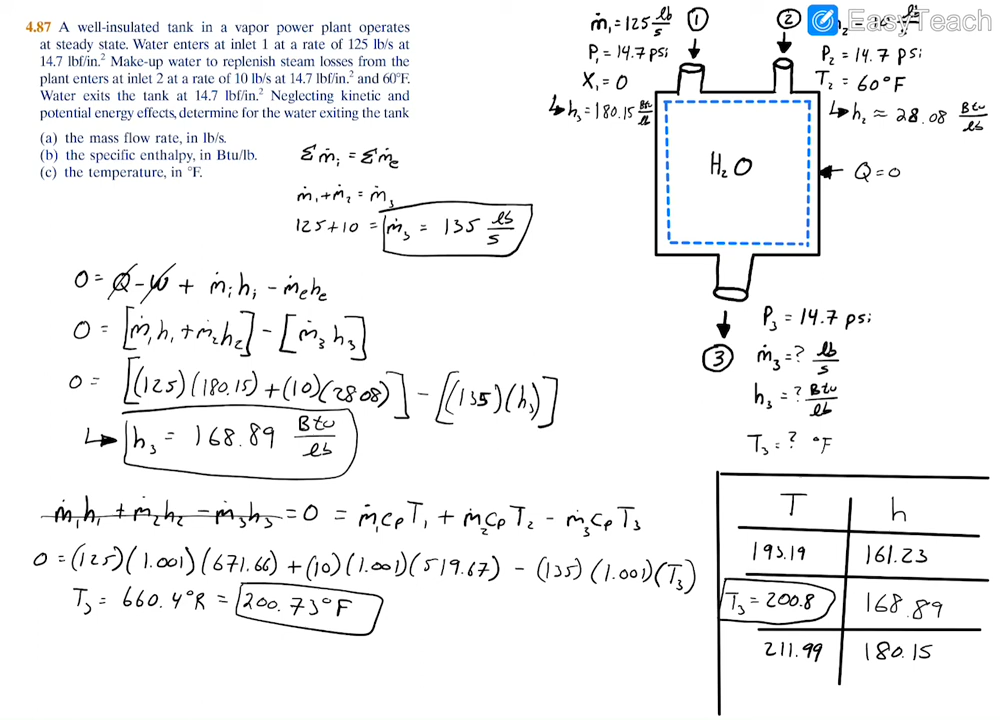 4.87 A well-insulated tank in a vapor power plant operates
at steady state. Water enters at inlet 1 at a rate of 125 lb/s at
14.7 lbf/in.² Make-up water to replenish steam losses from the
plant enters at inlet 2 at a rate of 10 lb/s at 14.7 lbf/in.² and 60°F.
Water exits the tank at 14.7 lbf/in.² Neglecting kinetic and
potential energy effects, determine for the water exiting the tank
(a) the mass flow rate, in lb/s.
(b) the specific enthalpy, in Btu/lb.
(c) the temperature, in °F.
Σṁᵢ = Σṁₑ
ṁ₁+ṁ₂ = ṁ₃
125+10 = ṁ₃ = 135 lb/s
ṁ₁=125 lb/s ①
P₁=14.7 psi
X₁=0
↳h₃=180.15 Btu/lb
②
EasyTeach
P₂=14.7 psi
T₂=60°F
↳h₂≈28.08 Btu/lb
H₂O
Q=0
③
P₃=14.7 psi
ṁ₃=? lb/s
h₃=? Btu/lb
T₃=? °F
0=Q-W + ṁᵢhᵢ - ṁₑhₑ
0 = [ṁ₁h₁+ṁ₂h₂]-[ṁ₃h₃]
0 = [(125)(180.15)+(10)(28.08)] - [(135)(h₃)]
↳ h₃ = 168.89 Btu/lb
ṁ₁h₁ + ṁ₂h₂ - ṁ₃h₃ = 0 = ṁ₁cpT₁ + ṁ₂cpT₂ - ṁ₃cpT₃
0=(125)(1.001)(671.66)+(10)(1.001)(519.67) - (135)(1.001)(T₃)
T₃ = 660.4°R = 200.73°F
T h
193.19 161.23
T₃=200.8 168.89
211.99 180.15